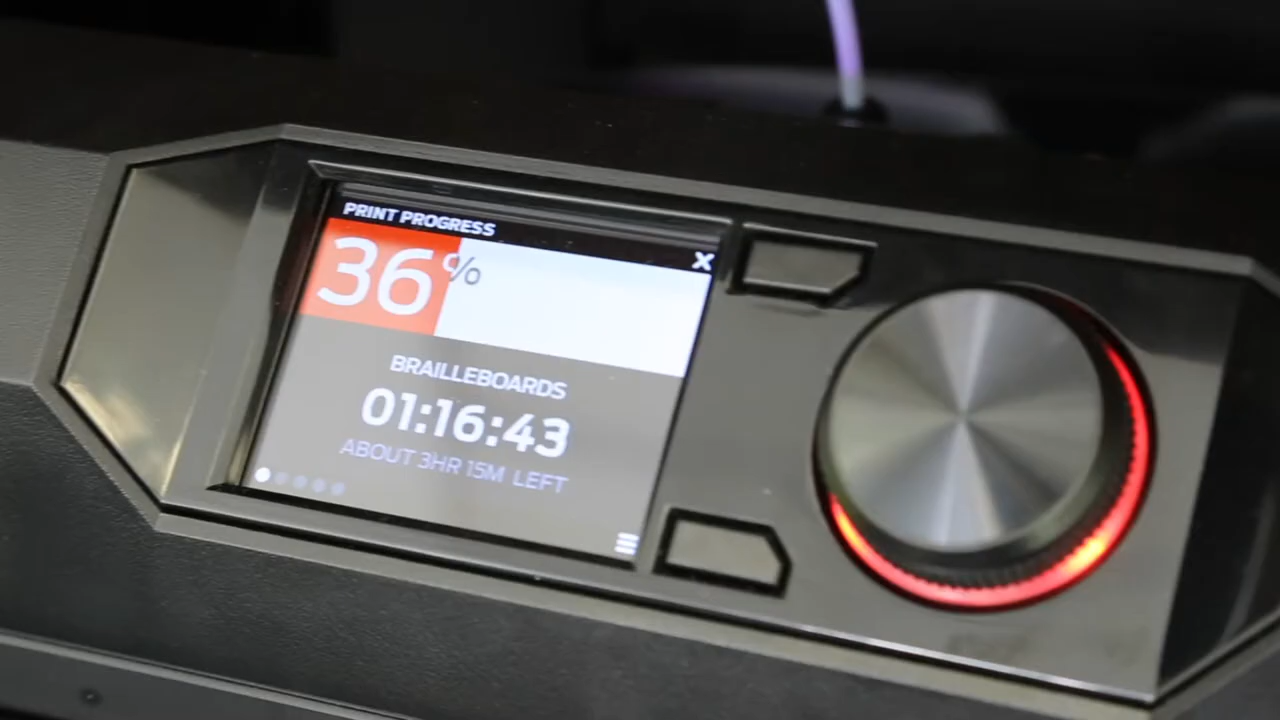 PRINT PROGRESS
X
36%
BRAILLEBOARDS
01:16:43
ABOUT 3HR 15M LEFT